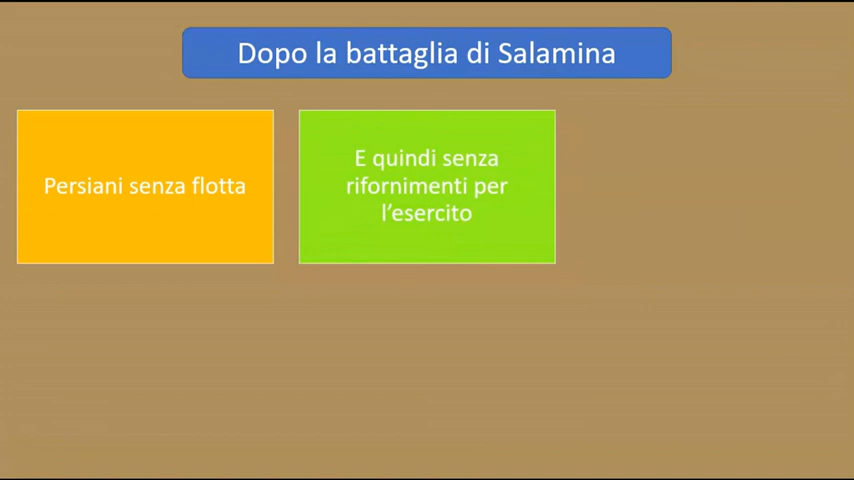 Dopo la battaglia di Salamina
Persiani senza flotta
E quindi senza
rifornimenti per
l’esercito